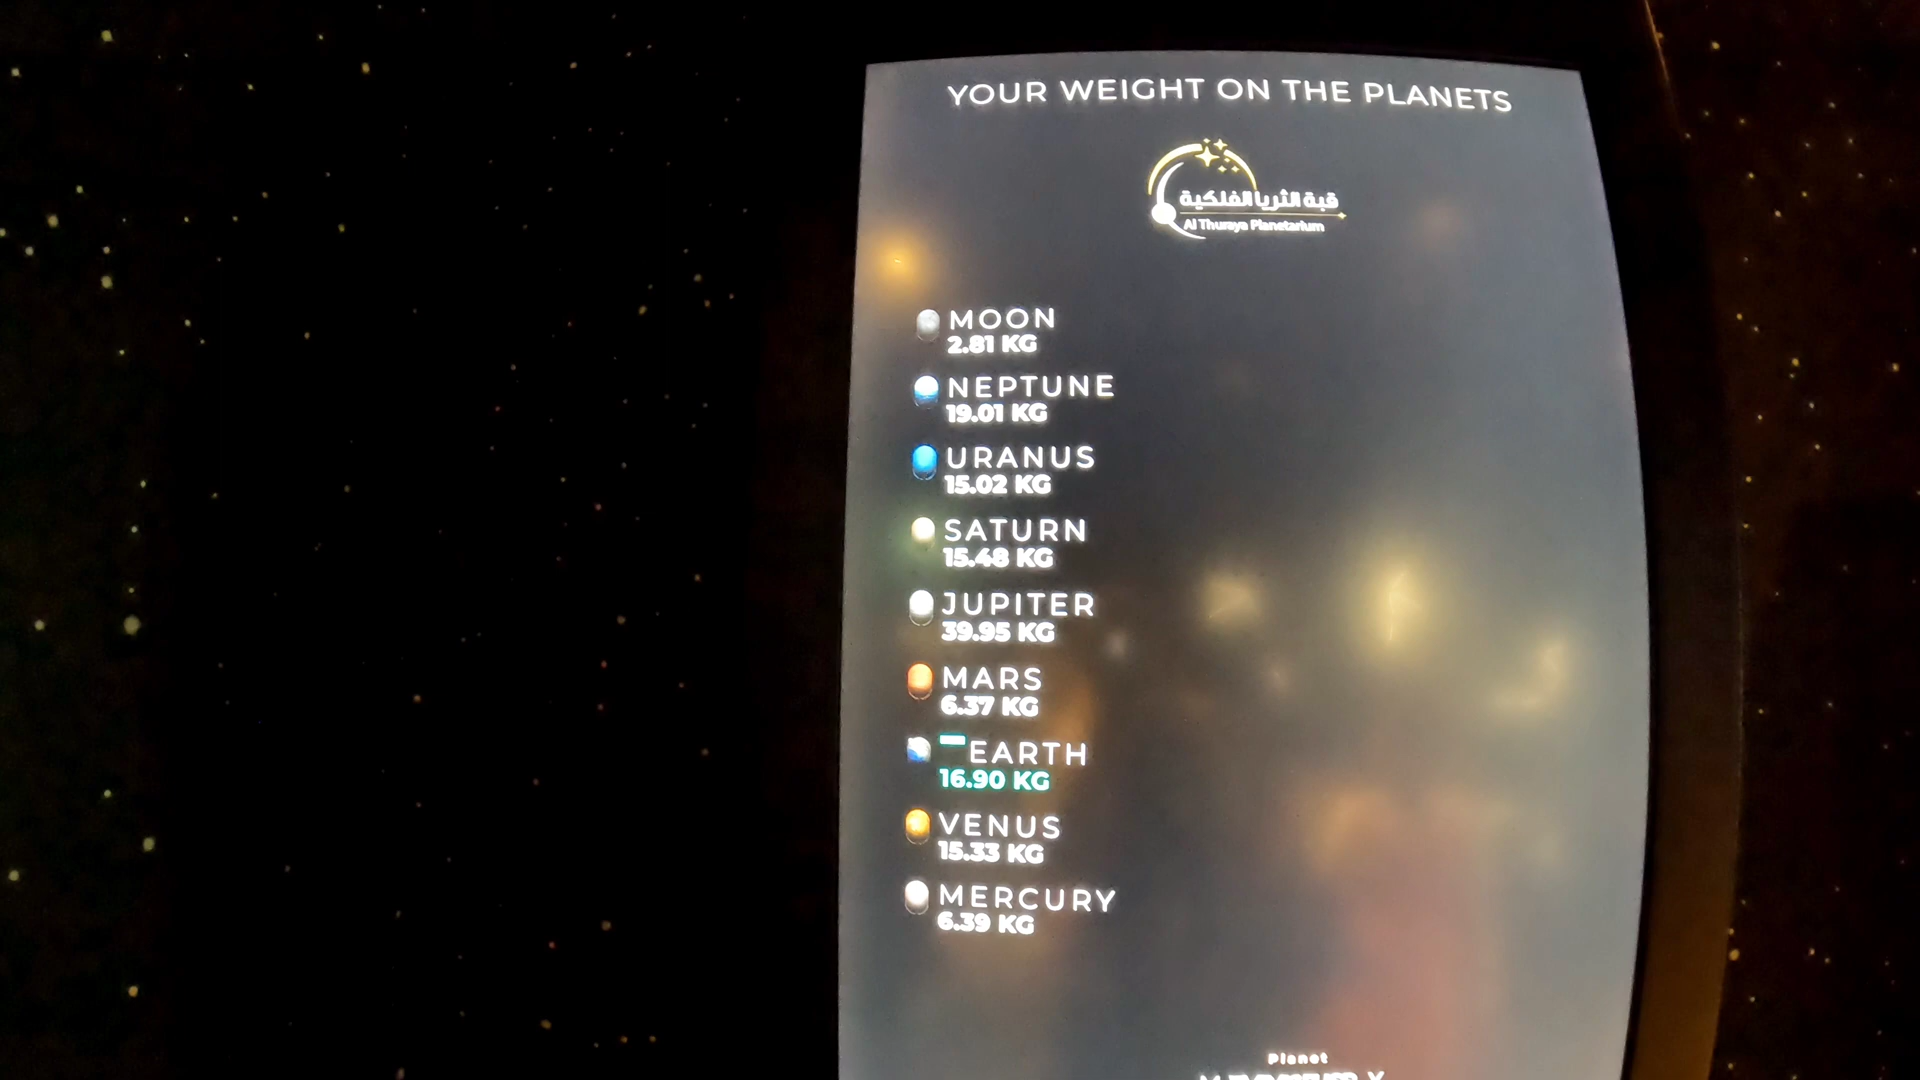 YOUR WEIGHT ON THE PLANETS
قبة الثريا الفلكية
Al Thuraya Planetarium
MOON
2.81 KG
NEPTUNE
19.01 KG
URANUS
15.02 KG
SATURN
15.48 KG
JUPITER
39.95 KG
MARS
6.37 KG
EARTH
16.90 KG
VENUS
15.33 KG
MERCURY
6.39 KG
Planet